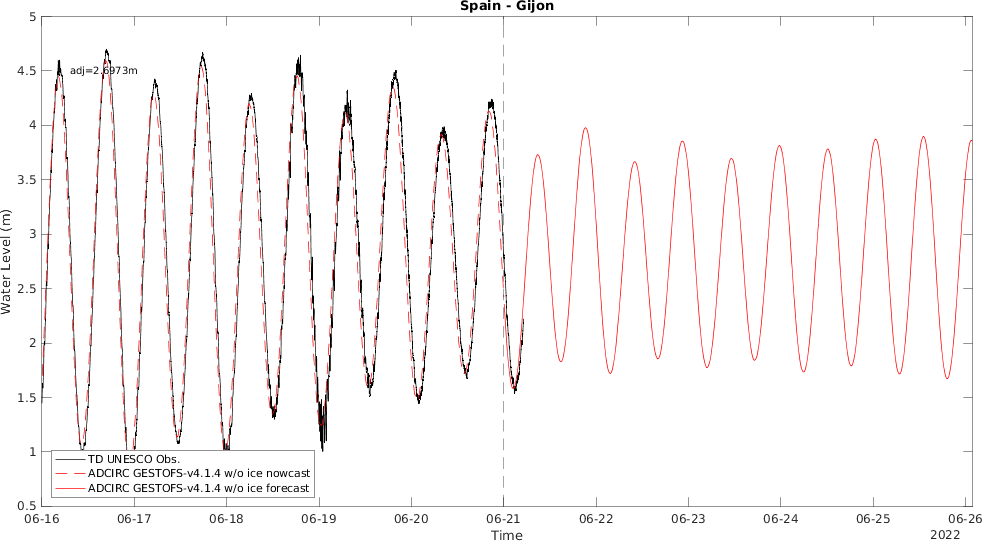 Spain - Gijon
5
4.5
4
3.5
3
2.5
2
1.5
1
0.5
Water Level (m)
adj=2.6973m
TD UNESCO Obs.
ADCIRC GESTOFS-v4.1.4 w/o ice nowcast
ADCIRC GESTOFS-v4.1.4 w/o ice forecast
06-16 06-17 06-18 06-19 06-20 06-21 06-22 06-23 06-24 06-25 06-26
Time
2022